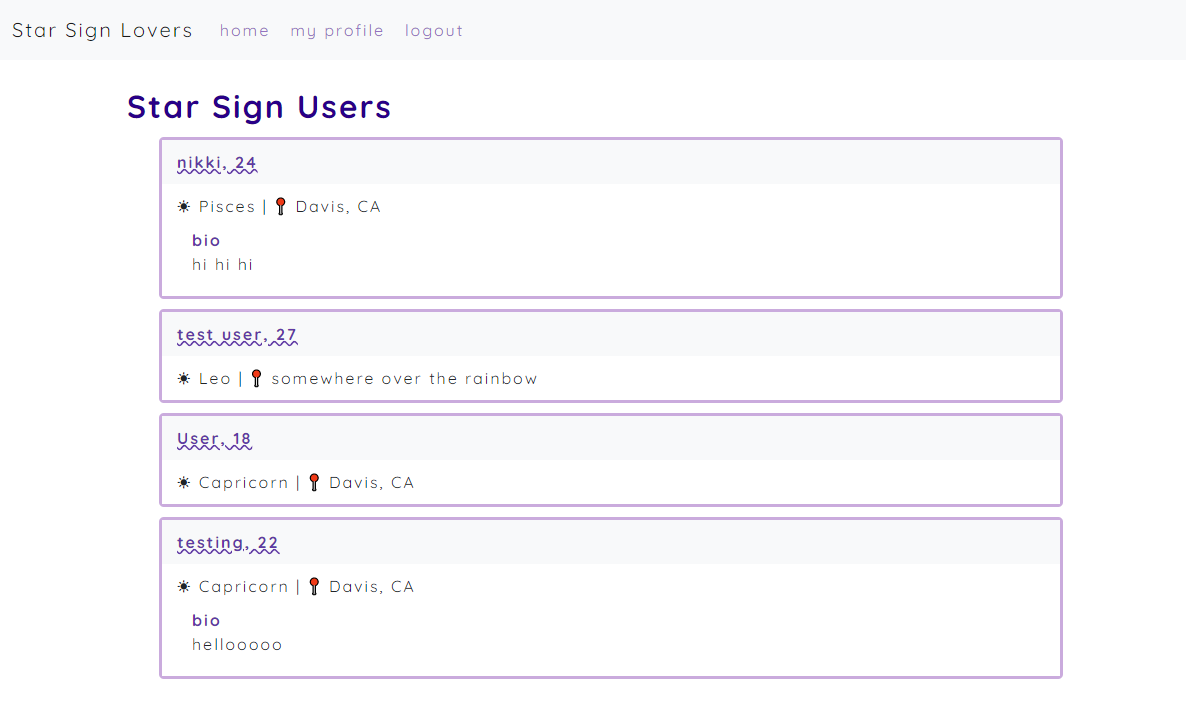 Star Sign Lovers home my profile logout
Star Sign Users
nikki, 24
☀ Pisces | 📍 Davis, CA
bio
hi hi hi
test user, 27
☀ Leo | 📍 somewhere over the rainbow
User, 18
☀ Capricorn | 📍 Davis, CA
testing, 22
☀ Capricorn | 📍 Davis, CA
bio
hellooooo